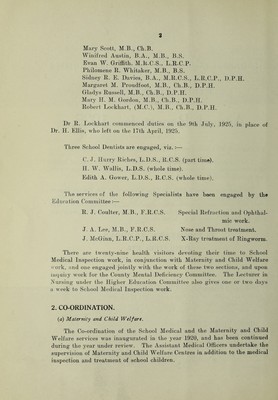 2
Mary Scott, M.B., Ch.B.
Winifred Austin, B.A., M.B., B.S.
Evan W. Griffith, M.R.C.S., L.R.C.P.
Philomene R. Whitaker, M.B., B.S.
Sidney R. E. Davies, B.A., M.R.C.S., L.R.C.P., D.P.H.
Margaret M. Proudfoot, M.B., Ch.B., D.P.H.
Gladys Russell, M.B., Ch.B., D.P.H.
Mary H. M. Gordon, M.B., Ch.B., D.P.H.
Robert Lockhart, (M.C.), M.B., Ch.B., D.P.H.
Dr R. Lockhart commenced duties on the 9th July, 1925, in place of
Dr. H. Ellis, who left on the 17th April, 1925.
Three School Dentists are engaged, viz. :—
C. J. Hurry Riches, L.D.S., R.C.S. (part time).
H. W. Wallis, L.D.S. (whole time).
Edith A. Gower, L.D.S., R.C.S. (whole time).
The services of the following Specialists have been engaged by the
Education Committee :—
R. J. Coulter, M.B., F.R.C.S. Special Refraction and Ophthal-
mic work.
J. A. Lee, M.B., F.R.C.S. Nose and Throat treatment.
J. McGinn, L.R.C.P., L.R.C.S. X-Ray treatment of Ringworm.
There are twenty-nine health visitors devoting their time to School
Medical Inspection work, in conjunction with Maternity and Child Welfare
work, and one engaged jointly with the work of these two sections, and upon
enquiry work for the County Mental Deficiency Committee. The Lecturer in
Nursing under the Higher Education Committee also gives one or two days
a week to School Medical Inspection work.
2. CO-ORDINATION.
(a) Maternity and Child Welfare.
The Co-ordination of the School Medical and the Maternity and Child
Welfare services was inaugurated in the year 1920, and has been continued
during the year under review. The Assistant Medical Officers undertake the
supervision of Maternity and Child Welfare Centres in addition to the medical
inspection and treatment of school children.